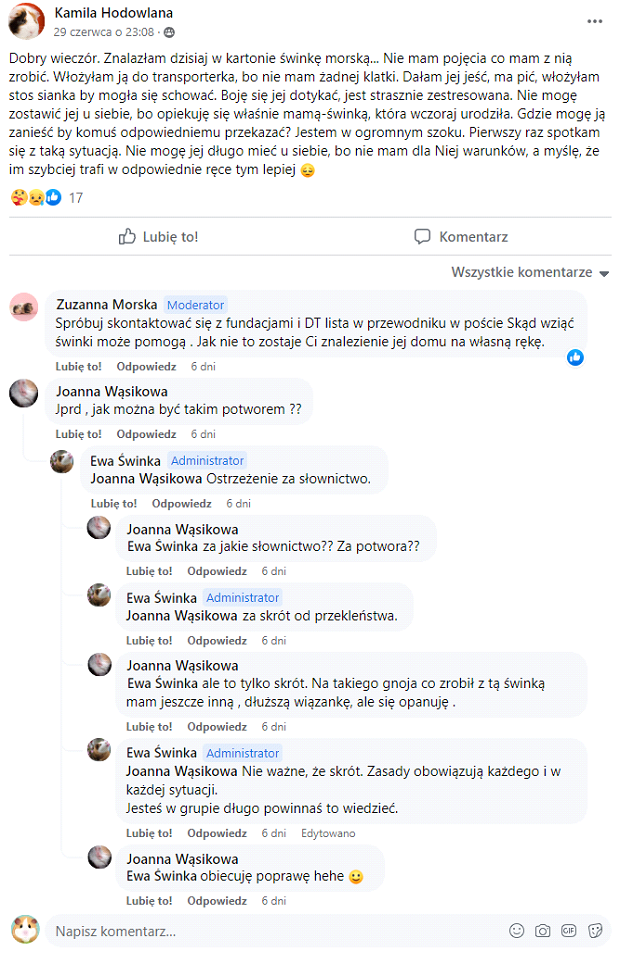 Kamila Hodowlana
29 czerwca o 23:08 ·
Dobry wieczór. Znalazłam dzisiaj w kartonie świnkę morską... Nie mam pojęcia co mam z nią
zrobić. Włożyłam ją do transporterka, bo nie mam żadnej klatki. Dałam jej jeść, ma pić, włożyłam
stos sianka by mogła się schować. Boję się jej dotykać, jest strasznie zestresowana. Nie mogę
zostawić jej u siebie, bo opiekuję się właśnie mamą-świnką, która wczoraj urodziła. Gdzie mogę ją
zanieść by komuś odpowiedniemu przekazać? Jestem w ogromnym szoku. Pierwszy raz spotkam
się z taką sytuacją. Nie mogę jej długo mieć u siebie, bo nie mam dla Niej warunków, a myślę, że
im szybciej trafi w odpowiednie ręce tym lepiej 😔
17
Lubię to! Komentarz
Wszystkie komentarze
Zuzanna Morska Moderator
Spróbuj skontaktować się z fundacjami i DT lista w przewodniku w poście Skąd wziąć
świnki może pomogą . Jak nie to zostaje Ci znalezienie jej domu na własną rękę.
Lubię to! Odpowiedz 6 dni
Joanna Wąsikowa
Jprd , jak można być takim potworem ??
Lubię to! Odpowiedz 6 dni
Ewa Świnka Administrator
Joanna Wąsikowa Ostrzeżenie za słownictwo.
Lubię to! Odpowiedz 6 dni
Joanna Wąsikowa
Ewa Świnka za jakie słownictwo?? Za potwora??
Lubię to! Odpowiedz 6 dni
Ewa Świnka Administrator
Joanna Wąsikowa za skrót od przekleństwa.
Lubię to! Odpowiedz 6 dni
Joanna Wąsikowa
Ewa Świnka ale to tylko skrót. Na takiego gnoja co zrobił z tą świnką
mam jeszcze inną , dłuższą wiązankę, ale się opanuję .
Lubię to! Odpowiedz 6 dni
Ewa Świnka Administrator
Joanna Wąsikowa Nie ważne, że skrót. Zasady obowiązują każdego i w
każdej sytuacji.
Jesteś w grupie długo powinnaś to wiedzieć.
Lubię to! Odpowiedz 6 dni Edytowano
Joanna Wąsikowa
Ewa Świnka obiecuję poprawę hehe 🙂
Lubię to! Odpowiedz 6 dni
Napisz komentarz...
GIF